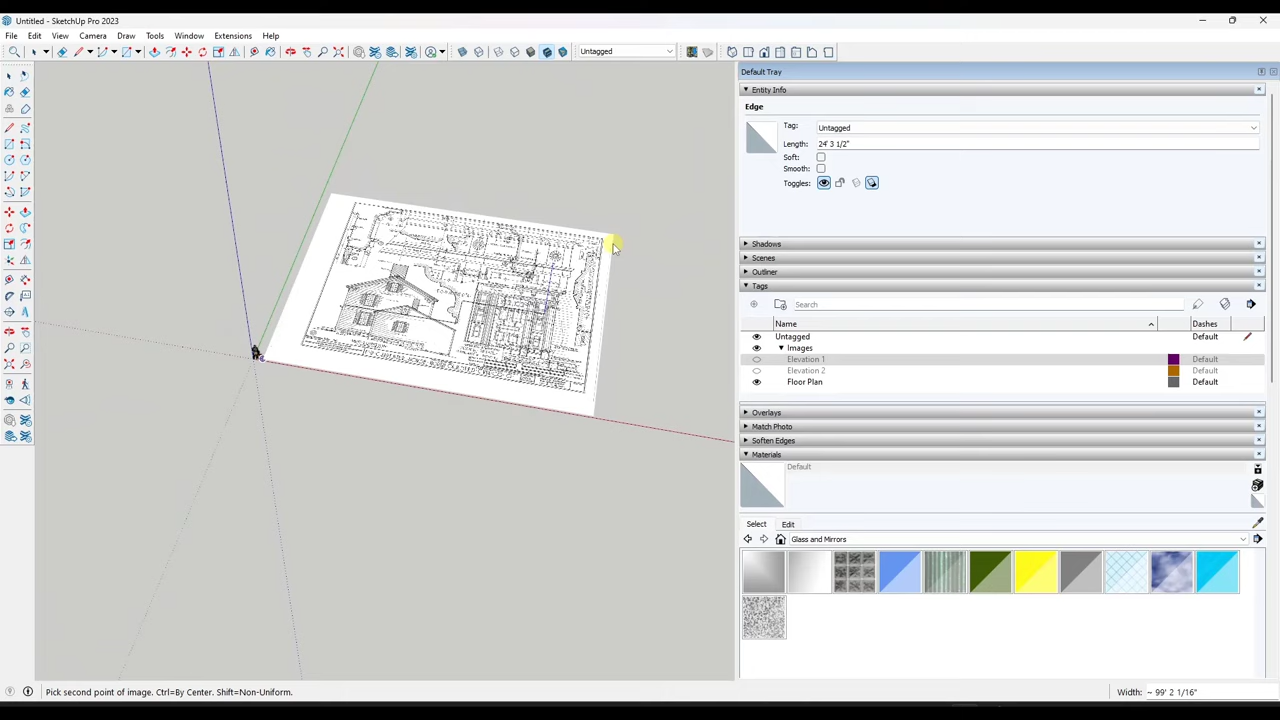 Untitled - SketchUp Pro 2023
File Edit View Camera Draw Tools Window Extensions Help
Untagged
Default Tray
Entity Info
Edge
Tag: Untagged
Length: 24' 3 1/2"
Soft:
Smooth:
Toggles:
Shadows
Scenes
Outliner
Tags
Search
Name Dashes
Untagged Default
Images
Elevation 1 Default
Elevation 2 Default
Floor Plan Default
Overlays
Match Photo
Soften Edges
Materials
Default
Select Edit
Glass and Mirrors
Pick second point of image. Ctrl=By Center. Shift=Non-Uniform.
Width: ~ 99' 2 1/16"